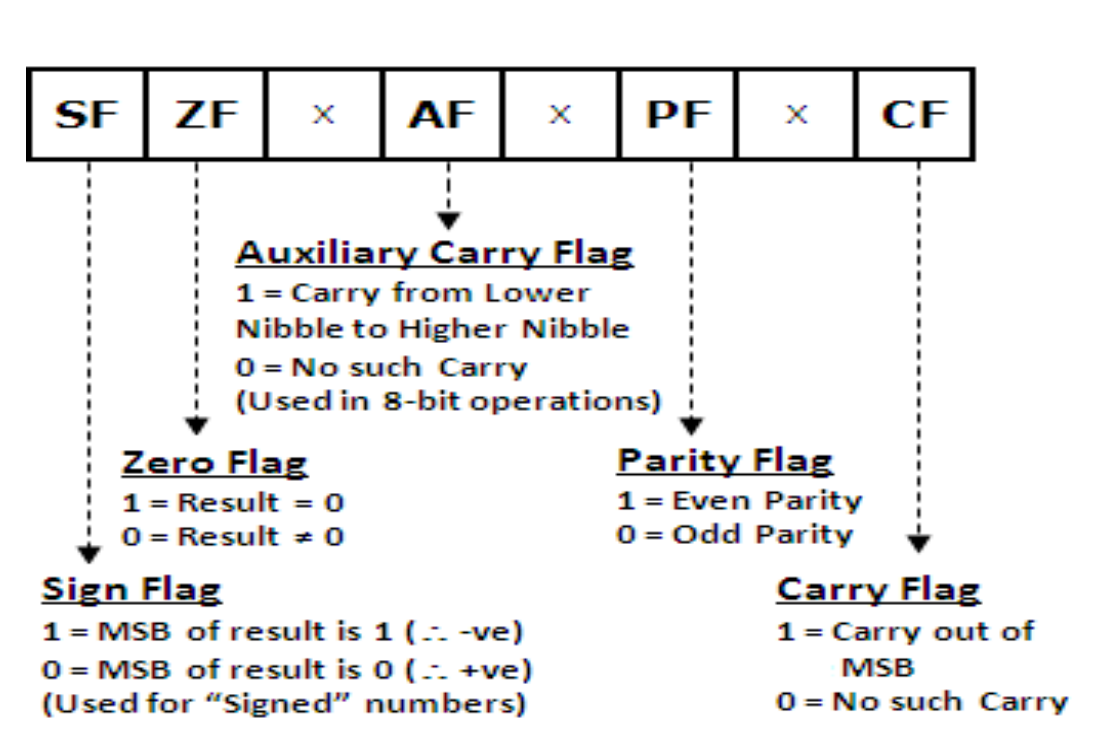 SF ZF x AF x PF x CF
Auxiliary Carry Flag
1 = Carry from Lower
Nibble to Higher Nibble
0 = No such Carry
(Used in 8-bit operations)
Zero Flag
1 = Result = 0
0 = Result ≠ 0
Parity Flag
1 = Even Parity
0 = Odd Parity
Sign Flag
1 = MSB of result is 1 (∴ -ve)
0 = MSB of result is 0 (∴ +ve)
(Used for “Signed” numbers)
Carry Flag
1 = Carry out of
MSB
0 = No such Carry